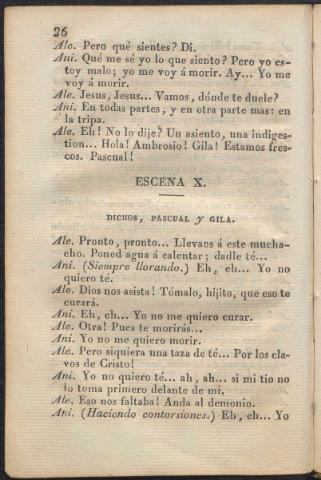 26
Ale. Pero qué sientes? Di.
Ani. Qué me sé yo lo que siento? Pero yo es-
toy malo; yo me voy á morir. Ay... Yo me
voy á morir.
Ale. Jesus, Jesus... Vamos, dónde te duele?
Ani. En todas partes, y en otra parte mas: en
la tripa.
Ale. Eh! No lo dije? Un asiento, una indiges-
tion... Hola! Ambrosio! Gila! Estamos fres-
cos. Pascual!
ESCENA X.
DICHOS, PASCUAL Y GILA.
Ale. Pronto, pronto... Llevaos á este mucha-
cho. Poned agua á calentar; dadle té...
Ani. (Siempre llorando.) Eh, eh... Yo no
quiero té.
Ale. Dios nos asista! Tómalo, hijito, que eso te
curará.
Ani. Eh, eh... Yo no me quiero curar.
Ale. Otra! Pues te morirás...
Ani. Yo no me quiero morir.
Ale. Pero siquiera una taza de té... Por los cla-
vos de Cristo!
Ani. Yo no quiero té... ah, ah... si mi tio no
lo toma primero delante de mí.
Ale. Eso nos faltaba! Anda al demonio.
Ani. (Haciendo contorsiones.) Eh, eh... Yo